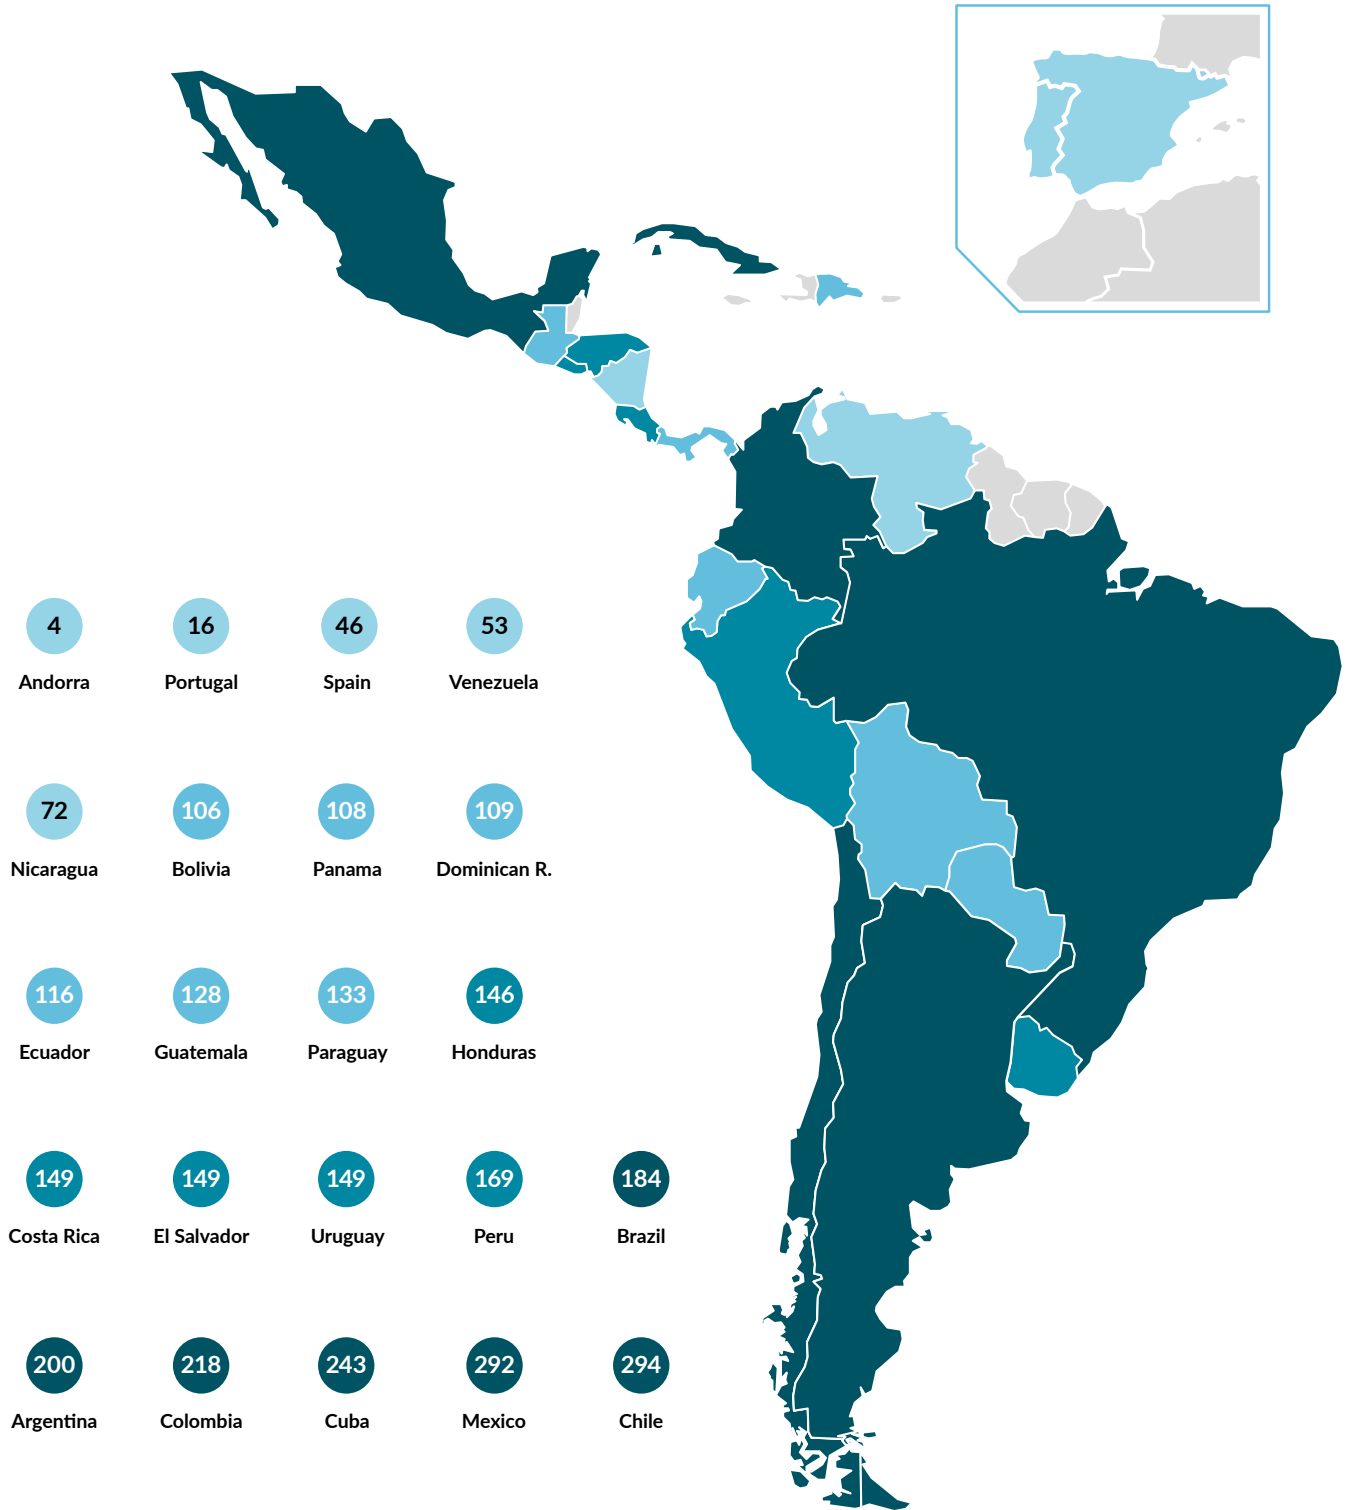 4 16 46 53
Andorra Portugal Spain Venezuela
72 106 108 109
Nicaragua Bolivia Panama Dominican R.
116 128 133 146
Ecuador Guatemala Paraguay Honduras
149 149 149 169 184
Costa Rica El Salvador Uruguay Peru Brazil
200 218 243 292 294
Argentina Colombia Cuba Mexico Chile